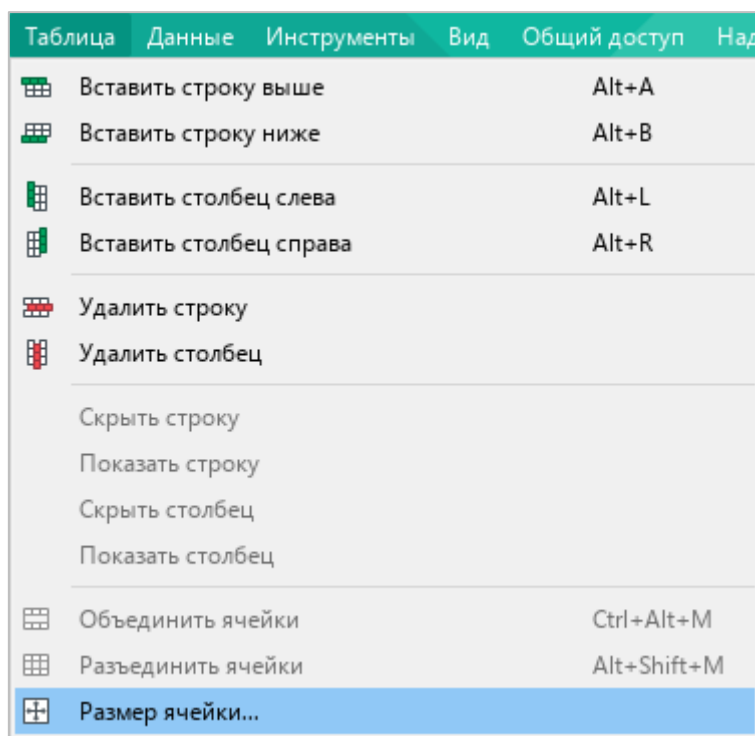 Таблица Данные Инструменты Вид Общий доступ Над
Вставить строку выше Alt+A
Вставить строку ниже Alt+B
Вставить столбец слева Alt+L
Вставить столбец справа Alt+R
Удалить строку
Удалить столбец
Скрыть строку
Показать строку
Скрыть столбец
Показать столбец
Объединить ячейки Ctrl+Alt+M
Разъединить ячейки Alt+Shift+M
Размер ячейки...